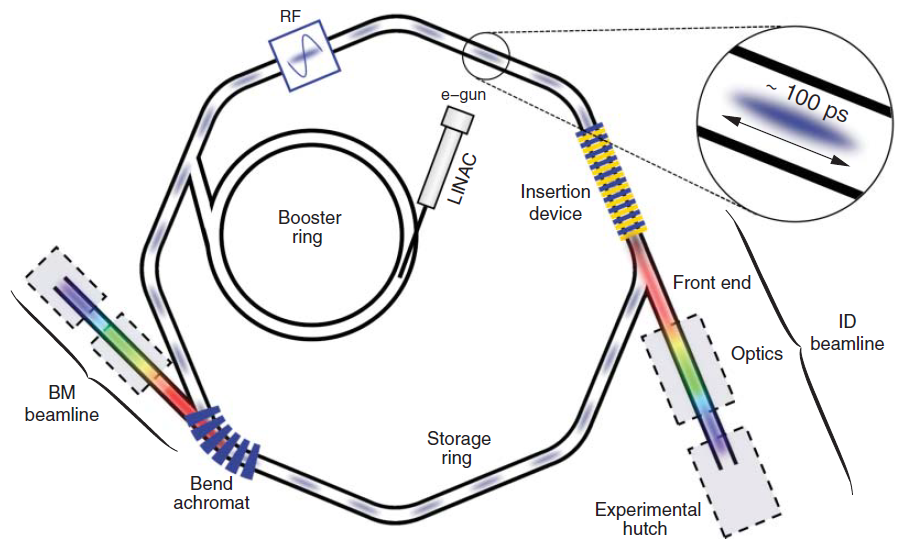 RF
e–gun
~ 100 ps
LINAC
Insertion
device
Booster
ring
Front end
ID
beamline
Optics
BM
beamline
Storage
ring
Bend
achromat
Experimental
hutch